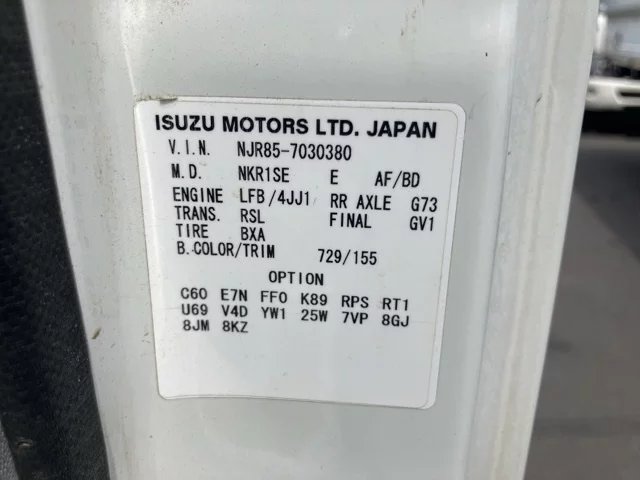 ISUZU MOTORS LTD. JAPAN
V.I.N. NJR85-7030380
M.D. NKR1SE E AF/BD
ENGINE LFB/4JJ1 RR AXLE G73
TRANS. RSL FINAL GV1
TIRE BXA
B.COLOR/TRIM 729/155
OPTION
C60 E7N FF0 K89 RPS RT1
U69 V4D YW1 25W 7VP 8GJ
8JM 8KZ